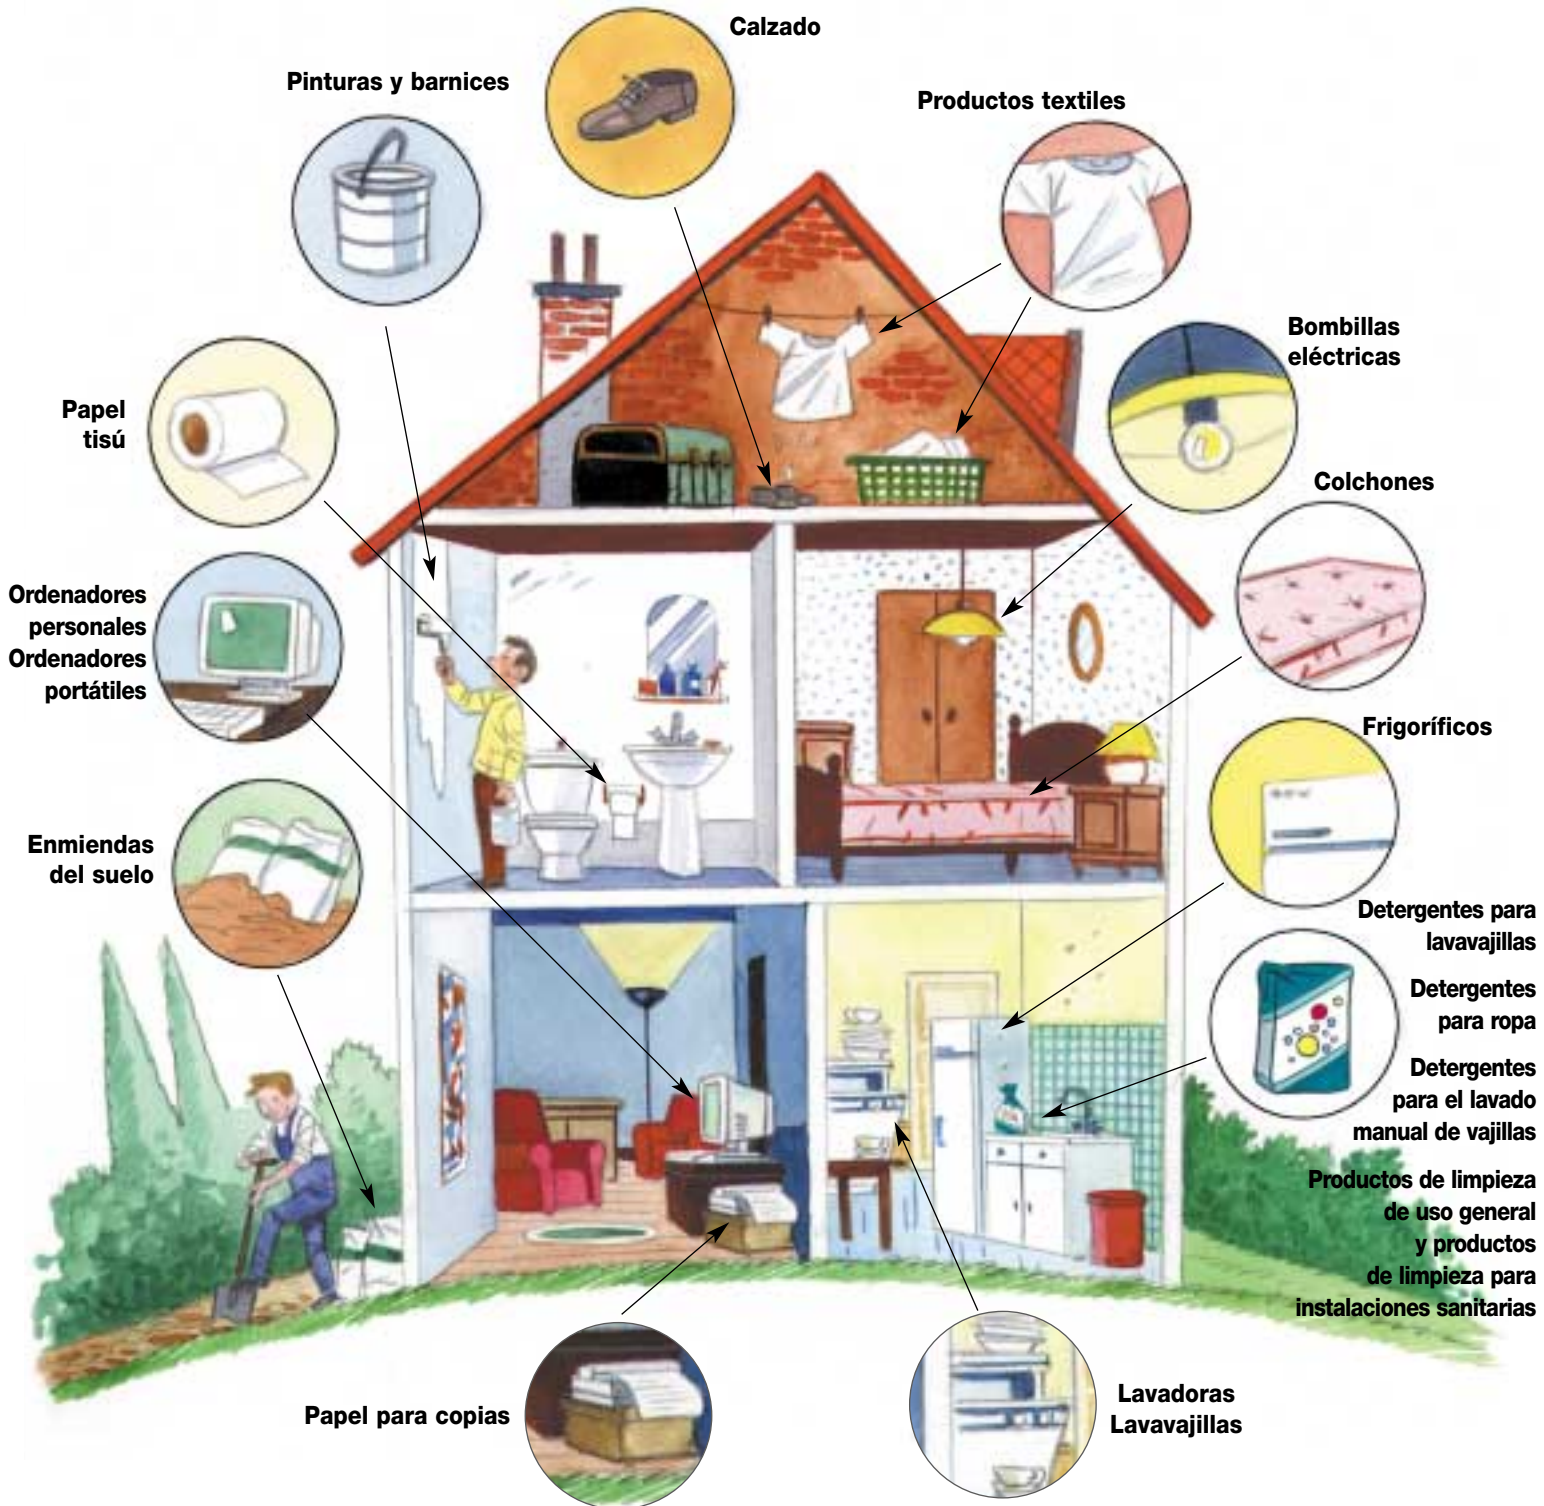 Calzado
Pinturas y barnices
Productos textiles
Bombillas
eléctricas
Papel
tisú
Colchones
Ordenadores
personales
Ordenadores
portátiles
Frigoríficos
Enmiendas
del suelo
Detergentes para
lavavajillas
Detergentes
para ropa
Detergentes
para el lavado
manual de vajillas
Productos de limpieza
de uso general
y productos
de limpieza para
instalaciones sanitarias
Papel para copias
Lavadoras
Lavavajillas